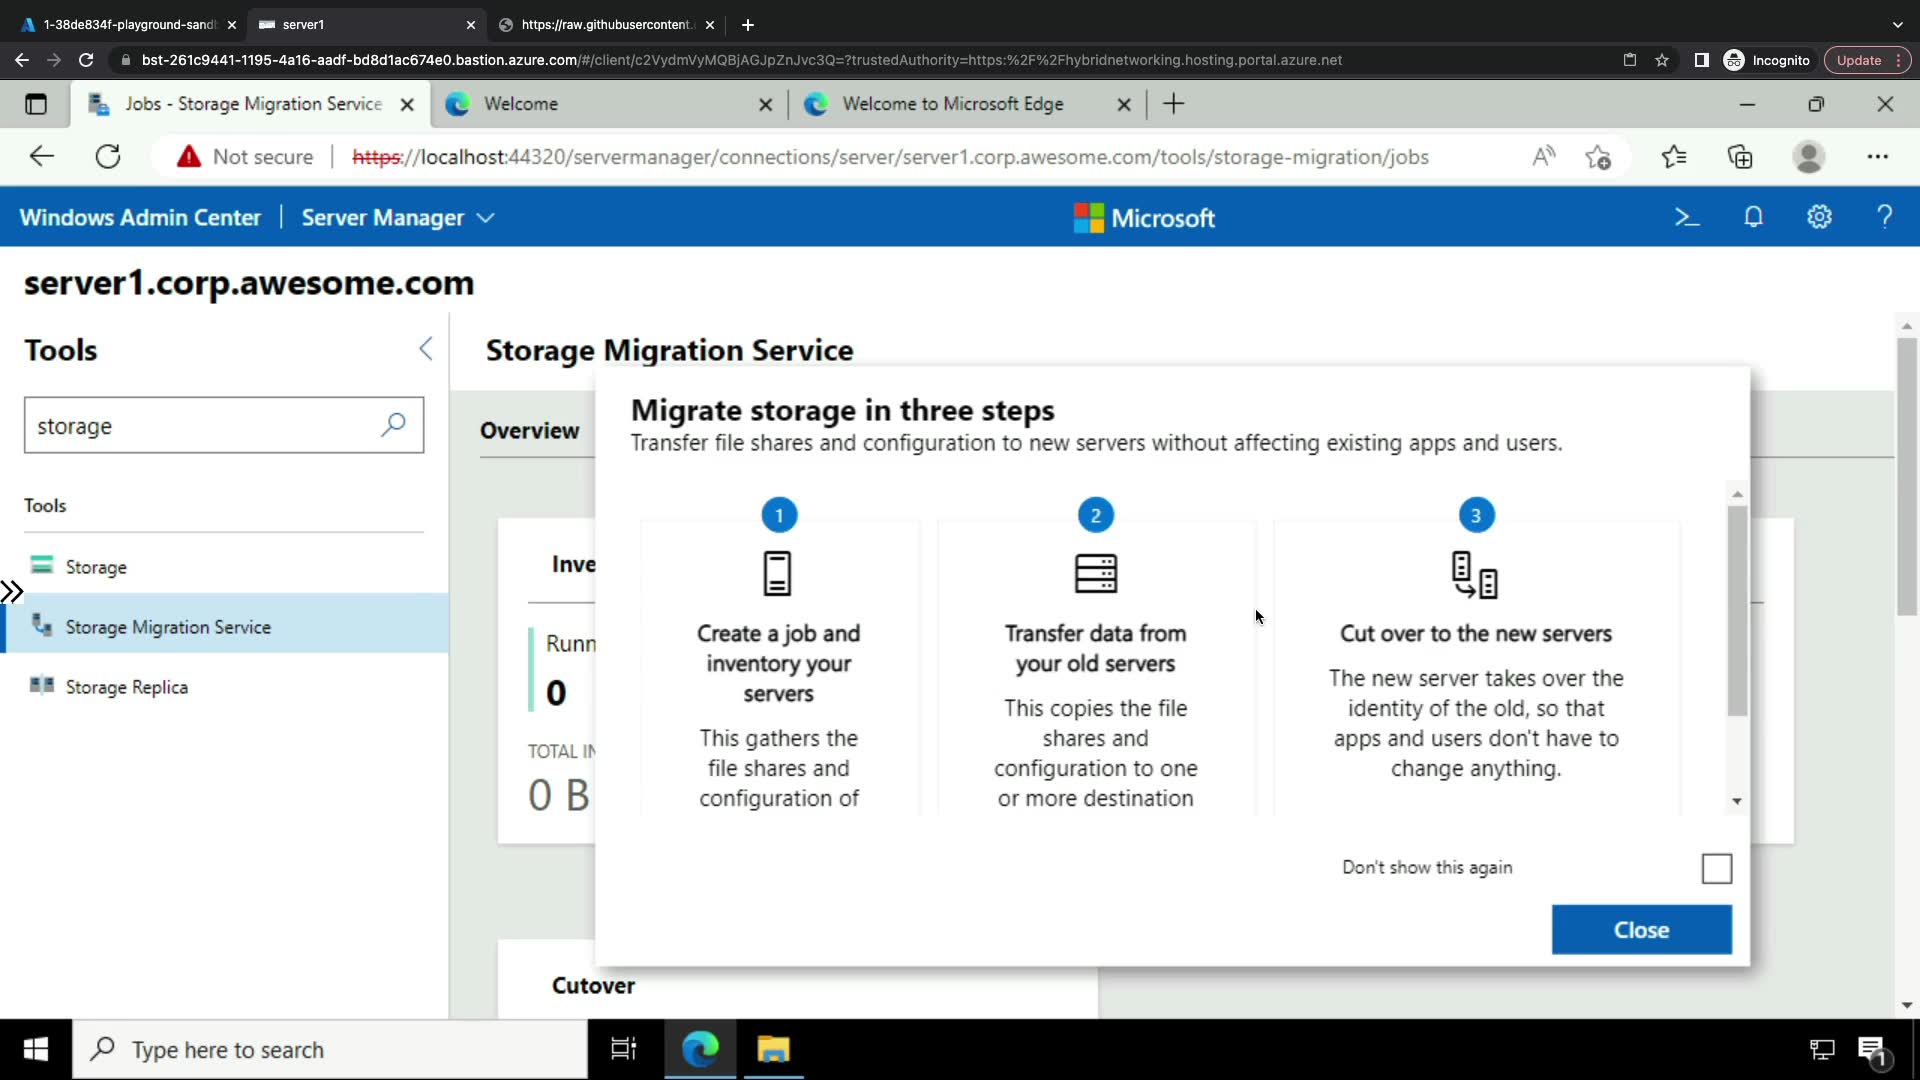 1-38de834f-playground-sand
server1
https://raw.githubusercontent.
bst-261c9441-1195-4a16-aadf-bd8d1ac674e0.bastion.azure.com/#/client/c2VydmVyMQBjAGJpZnJvc3Q=?trustedAuthority=https:%2F%2Fhybridnetworking.hosting.portal.azure.net
Incognito
Update
Jobs - Storage Migration Service
Welcome
Welcome to Microsoft Edge
Not secure
https://localhost:44320/servermanager/connections/server/server1.corp.awesome.com/tools/storage-migration/jobs
Windows Admin Center
Server Manager
Microsoft
server1.corp.awesome.com
Tools
storage
Tools
Storage
Storage Migration Service
Storage Replica
Storage Migration Service
Overview
Inve
Runn
0
TOTAL IN
0 B
Cutover
Migrate storage in three steps
Transfer file shares and configuration to new servers without affecting existing apps and users.
1
Create a job and
inventory your
servers
This gathers the
file shares and
configuration of
2
Transfer data from
your old servers
This copies the file
shares and
configuration to one
or more destination
3
Cut over to the new servers
The new server takes over the
identity of the old, so that
apps and users don't have to
change anything.
Don't show this again
Close
Type here to search
1